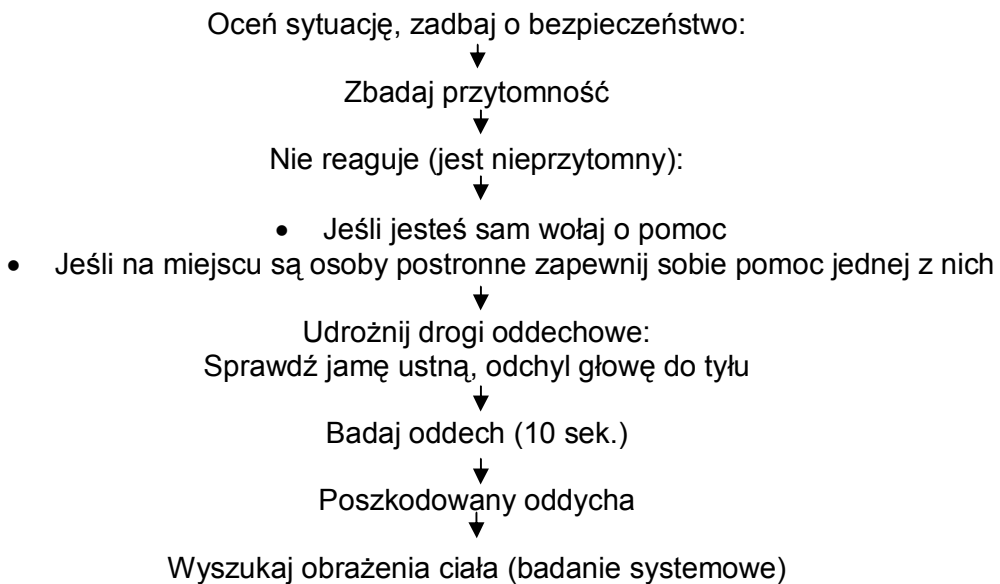 Oceń sytuację, zadbaj o bezpieczeństwo:
Zbadaj przytomność
Nie reaguje (jest nieprzytomny):
• Jeśli jesteś sam wołaj o pomoc
• Jeśli na miejscu są osoby postronne zapewnij sobie pomoc jednej z nich
Udrożnij drogi oddechowe:
Sprawdź jamę ustną, odchyl głowę do tyłu
Badaj oddech (10 sek.)
Poszkodowany oddycha
Wyszukaj obrażenia ciała (badanie systemowe)